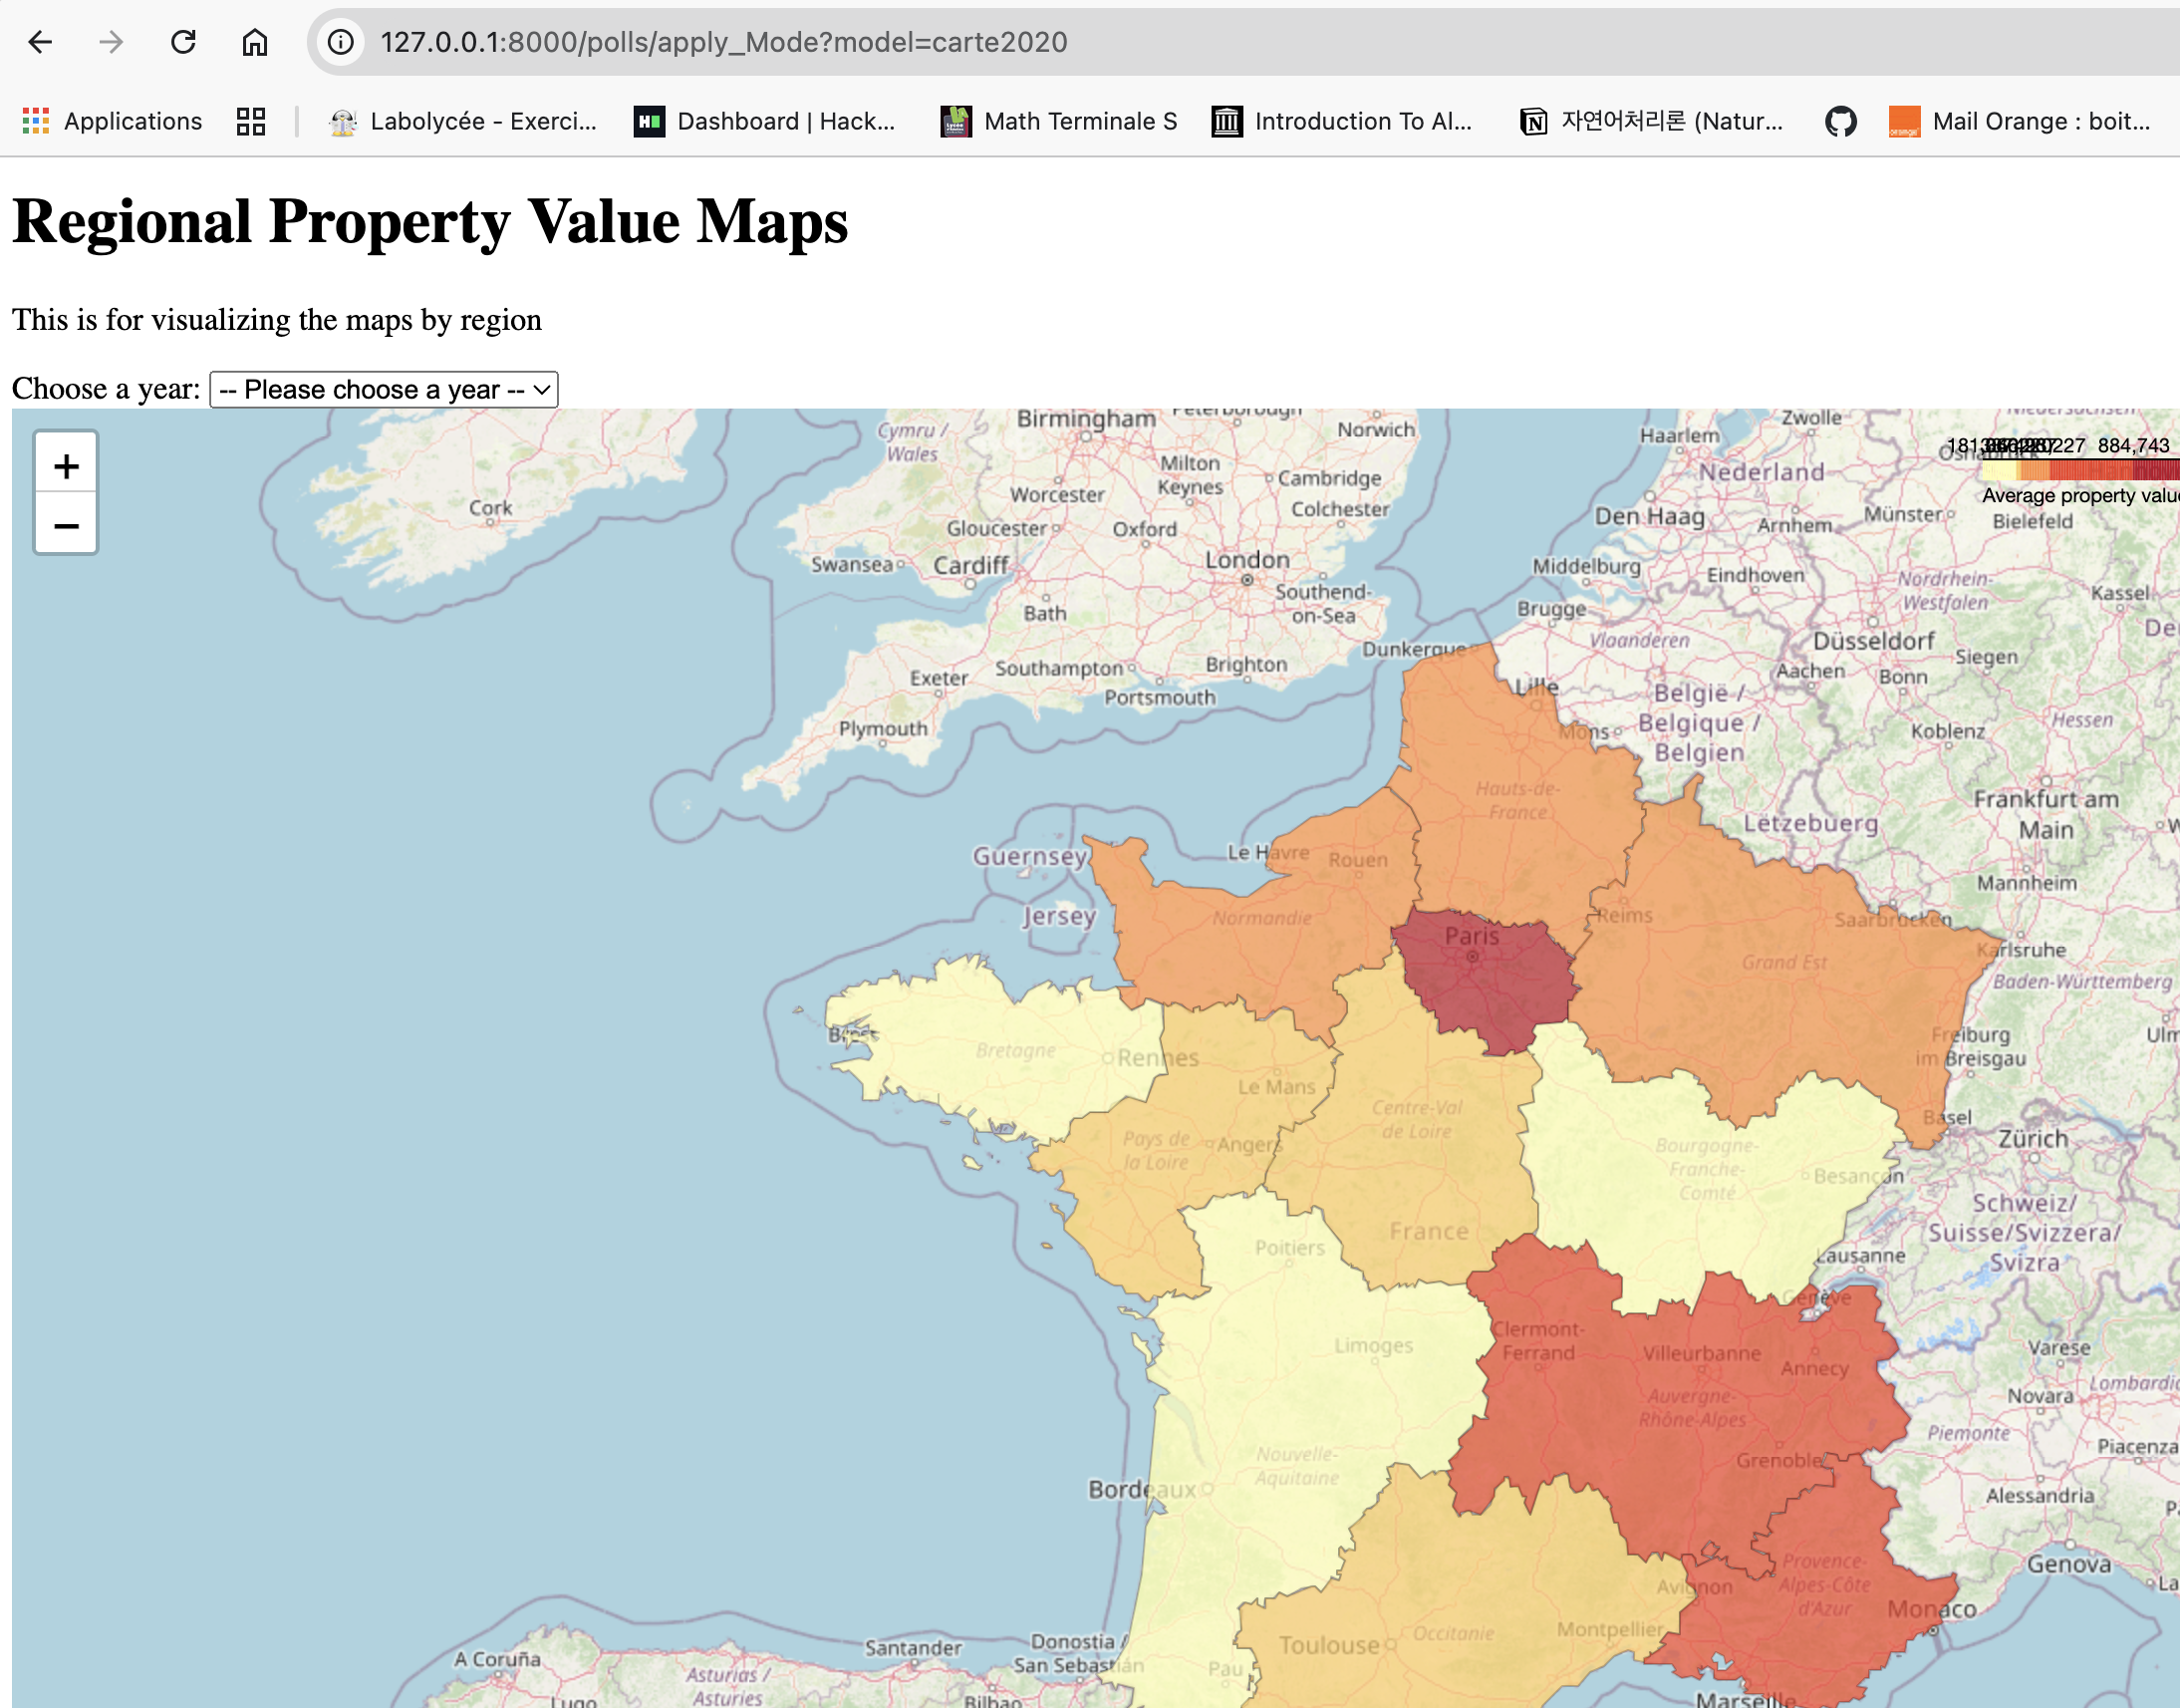 127.0.0.1:8000/polls/apply_Mode?model=carte2020
Applications
Labolycée - Exerci...
Dashboard | Hack...
Math Terminale S
Introduction To Al...
자연어처리론 (Natur...
Mail Orange : boit...
Regional Property Value Maps
This is for visualizing the maps by region
Choose a year: -- Please choose a year --
+
−
884,743
Average property value
Birmingham
Peterborough
Norwich
Cymru /
Wales
Milton
Keynes
Cambridge
Worcester
Colchester
Gloucester
Oxford
Cork
Swansea
Cardiff
London
Southend-
on-Sea
Bath
Exeter
Southampton
Brighton
Portsmouth
Plymouth
Haarlem
Zwolle
Niedersachsen
Nederland
Den Haag
Arnhem
Münster
Bielefeld
Middelburg
Eindhoven
Nordrhein-
Westfalen
Kassel
Brugge
Vlaanderen
Düsseldorf
Siegen
Dunkerque
Lille
Aachen
Bonn
België /
Belgique /
Belgien
Mons
Koblenz
Hessen
Hauts-de-
France
Frankfurt am
Main
Lëtzebuerg
Guernsey
Le Havre
Rouen
Mannheim
Jersey
Normandie
Reims
Saarbrücken
Paris
Karlsruhe
Grand Est
Baden-Württemberg
Brest
Bretagne
Rennes
Le Mans
Freiburg
im Breisgau
Ulm
Centre-Val
de Loire
Pays de
la Loire
Angers
Bourgogne-
Franche-
Comté
Besançon
Basel
Zürich
Schweiz/
Suisse/Svizzera/
Svizra
France
Poitiers
Lausanne
Genève
Limoges
Clermont-
Ferrand
Villeurbanne
Annecy
Varese
Auvergne-
Rhône-Alpes
Novara
Lombardia
Piemonte
Piacenza
Grenoble
Nouvelle-
Aquitaine
Bordeaux
Alessandria
Genova
Avignon
Provence-
Alpes-Côte
d'Azur
Monaco
Montpellier
Toulouse
Occitanie
Pau
Marseille
A Coruña
Santander
Donostia /
San Sebastián
Asturias /
Asturies
Lugo
Bilbao